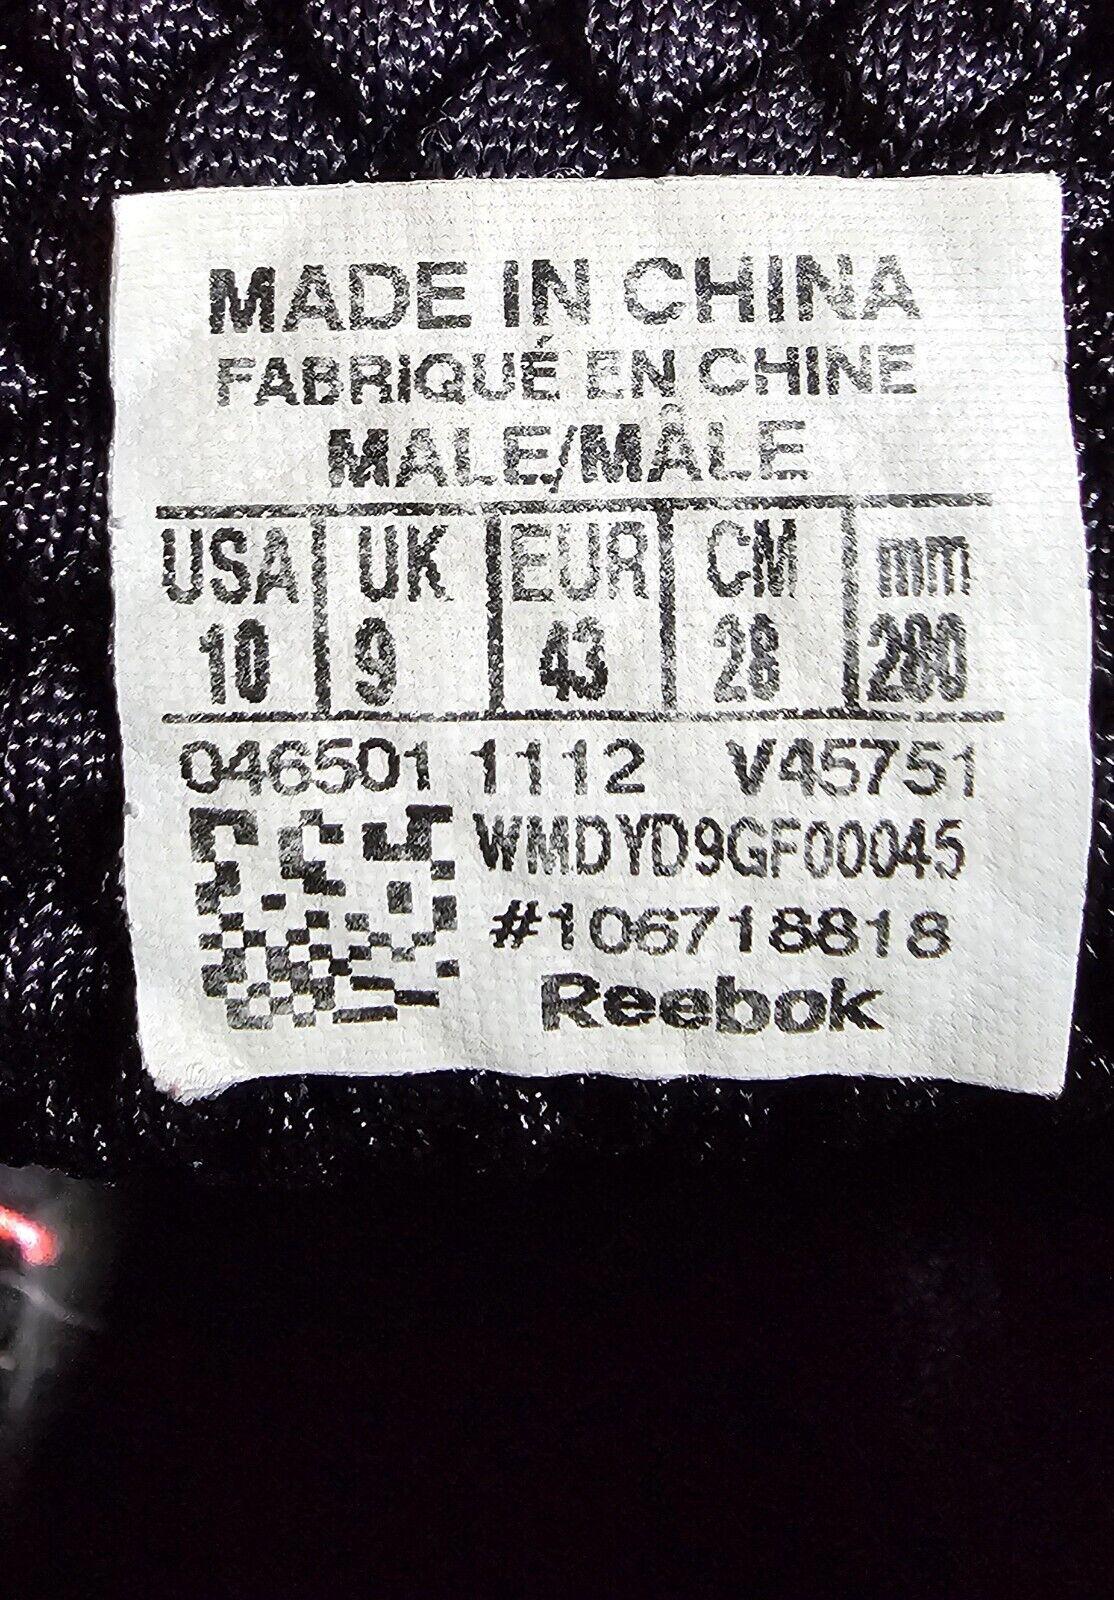 MADE IN CHINA
FABRIQUÉ EN CHINE
MALE/MÂLE
USA UK EUR CM mm
10 9 43 28 280
046501 1112 V45751
WMDYD9GF00045
#106718818
Reebok